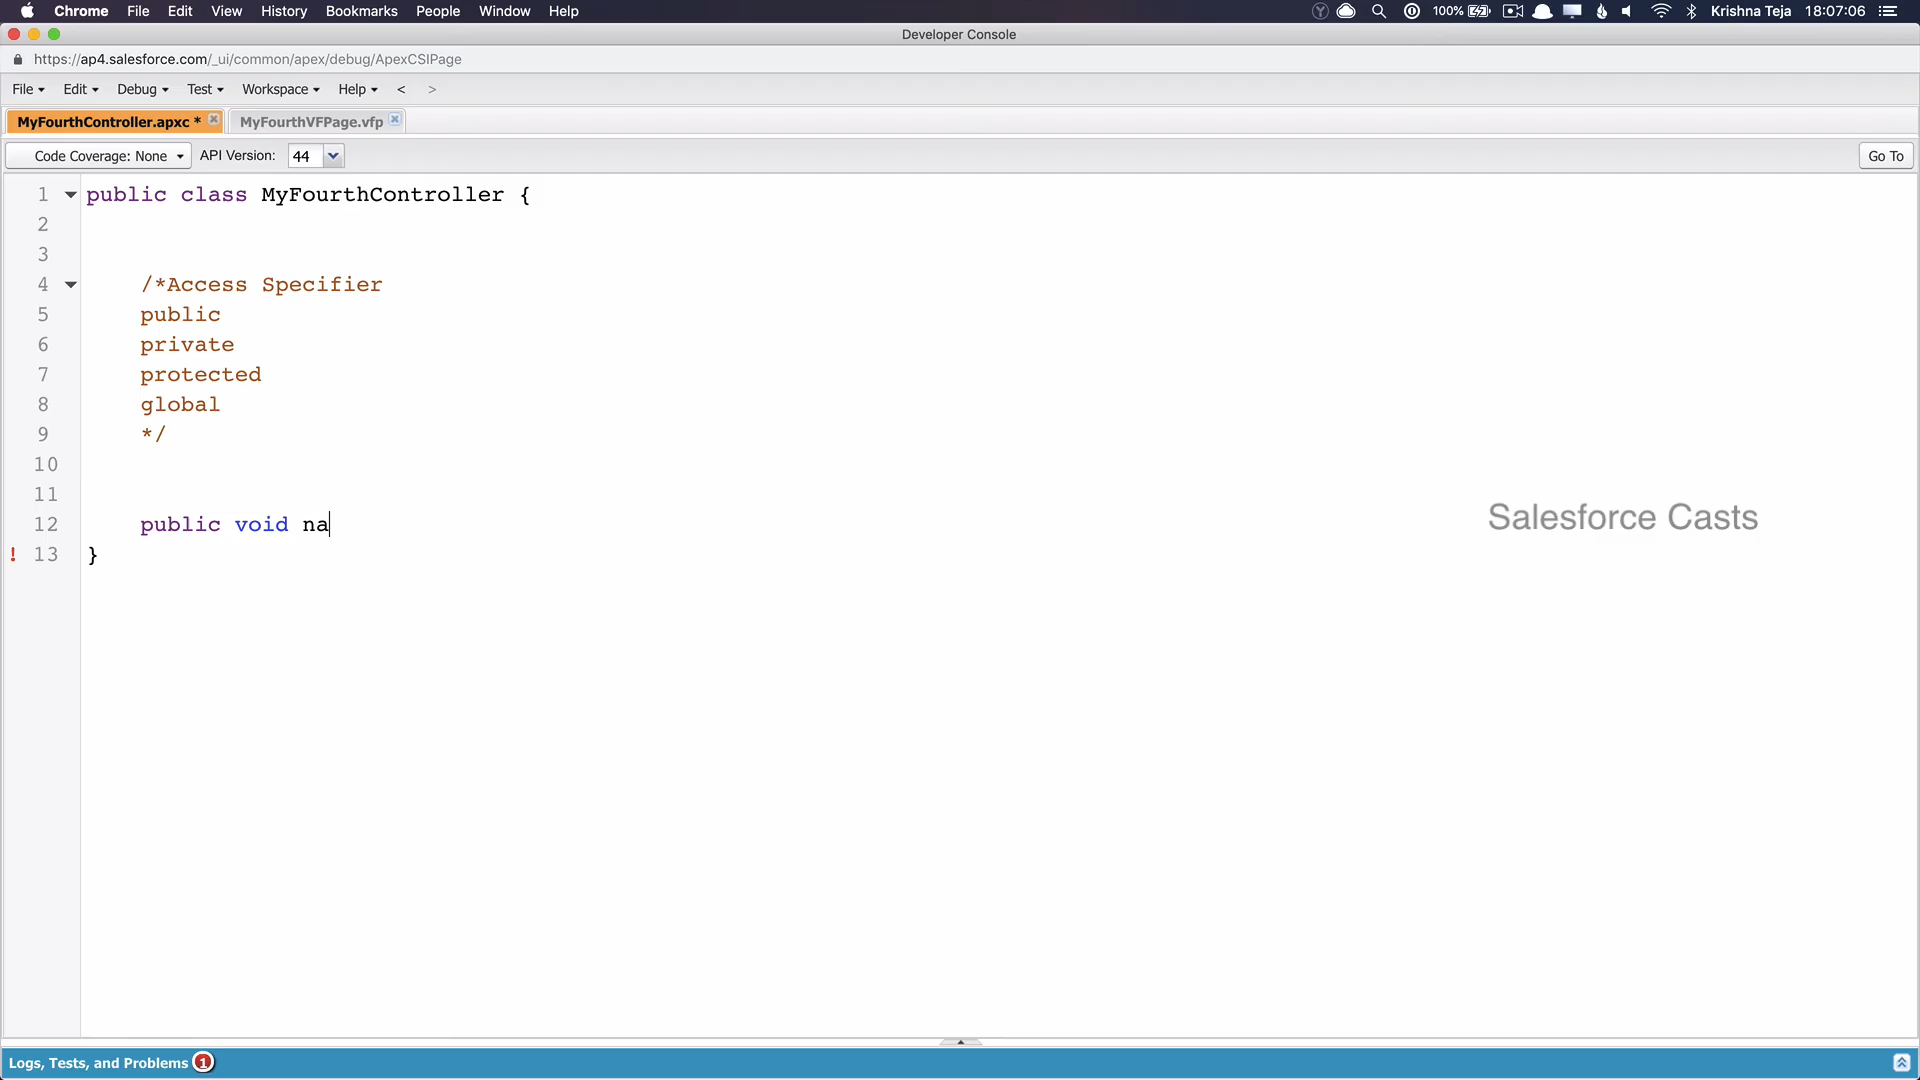 Chrome File Edit View History Bookmarks People Window Help 100% Krishna Teja 18:07:06
Developer Console
https://ap4.salesforce.com/_ui/common/apex/debug/ApexCSIPage
File Edit Debug Test Workspace Help < >
MyFourthController.apxc * MyFourthVFPage.vfp
Code Coverage: None API Version: 44 Go To
1 public class MyFourthController {
2
3
4 /*Access Specifier
5 public
6 private
7 protected
8 global
9 */
10
11
12 public void na
! 13 }
Salesforce Casts
Logs, Tests, and Problems 1